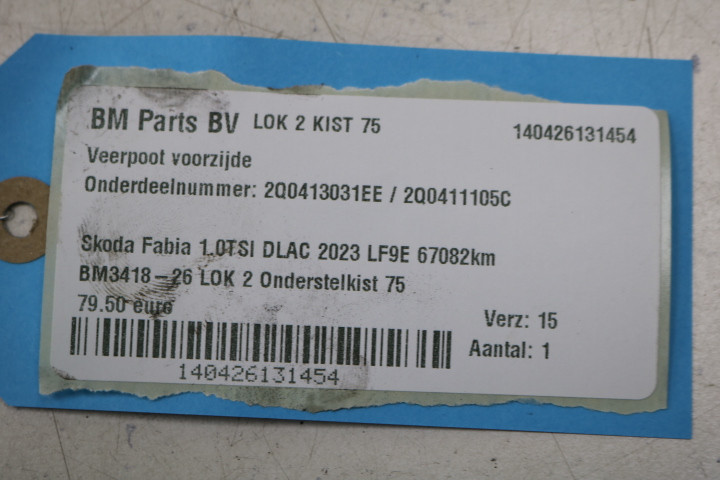 BM Parts BV LOK 2 KIST 75 140426131454
Veerpoot voorzijde
Onderdeelnummer: 2Q0413031EE / 2Q0411105C
Skoda Fabia 1.0TSI DLAC 2023 LF9E 67082km
BM3418-26 LOK 2 Onderstelkist 75
79.50 euro
Verz: 15
Aantal: 1
140426131454